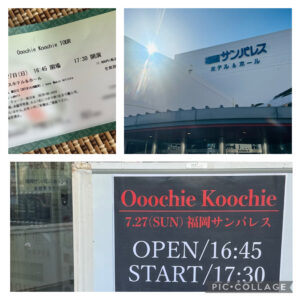 Ooochie Koochie TOUR
(日) 16:45 開場
17:30 開演
サンパレス
ホテル&ホール
Ooochie Koochie
7.27(SUN) 福岡サンパレス
OPEN/16:45
START/17:30
PIC・COLLAGE